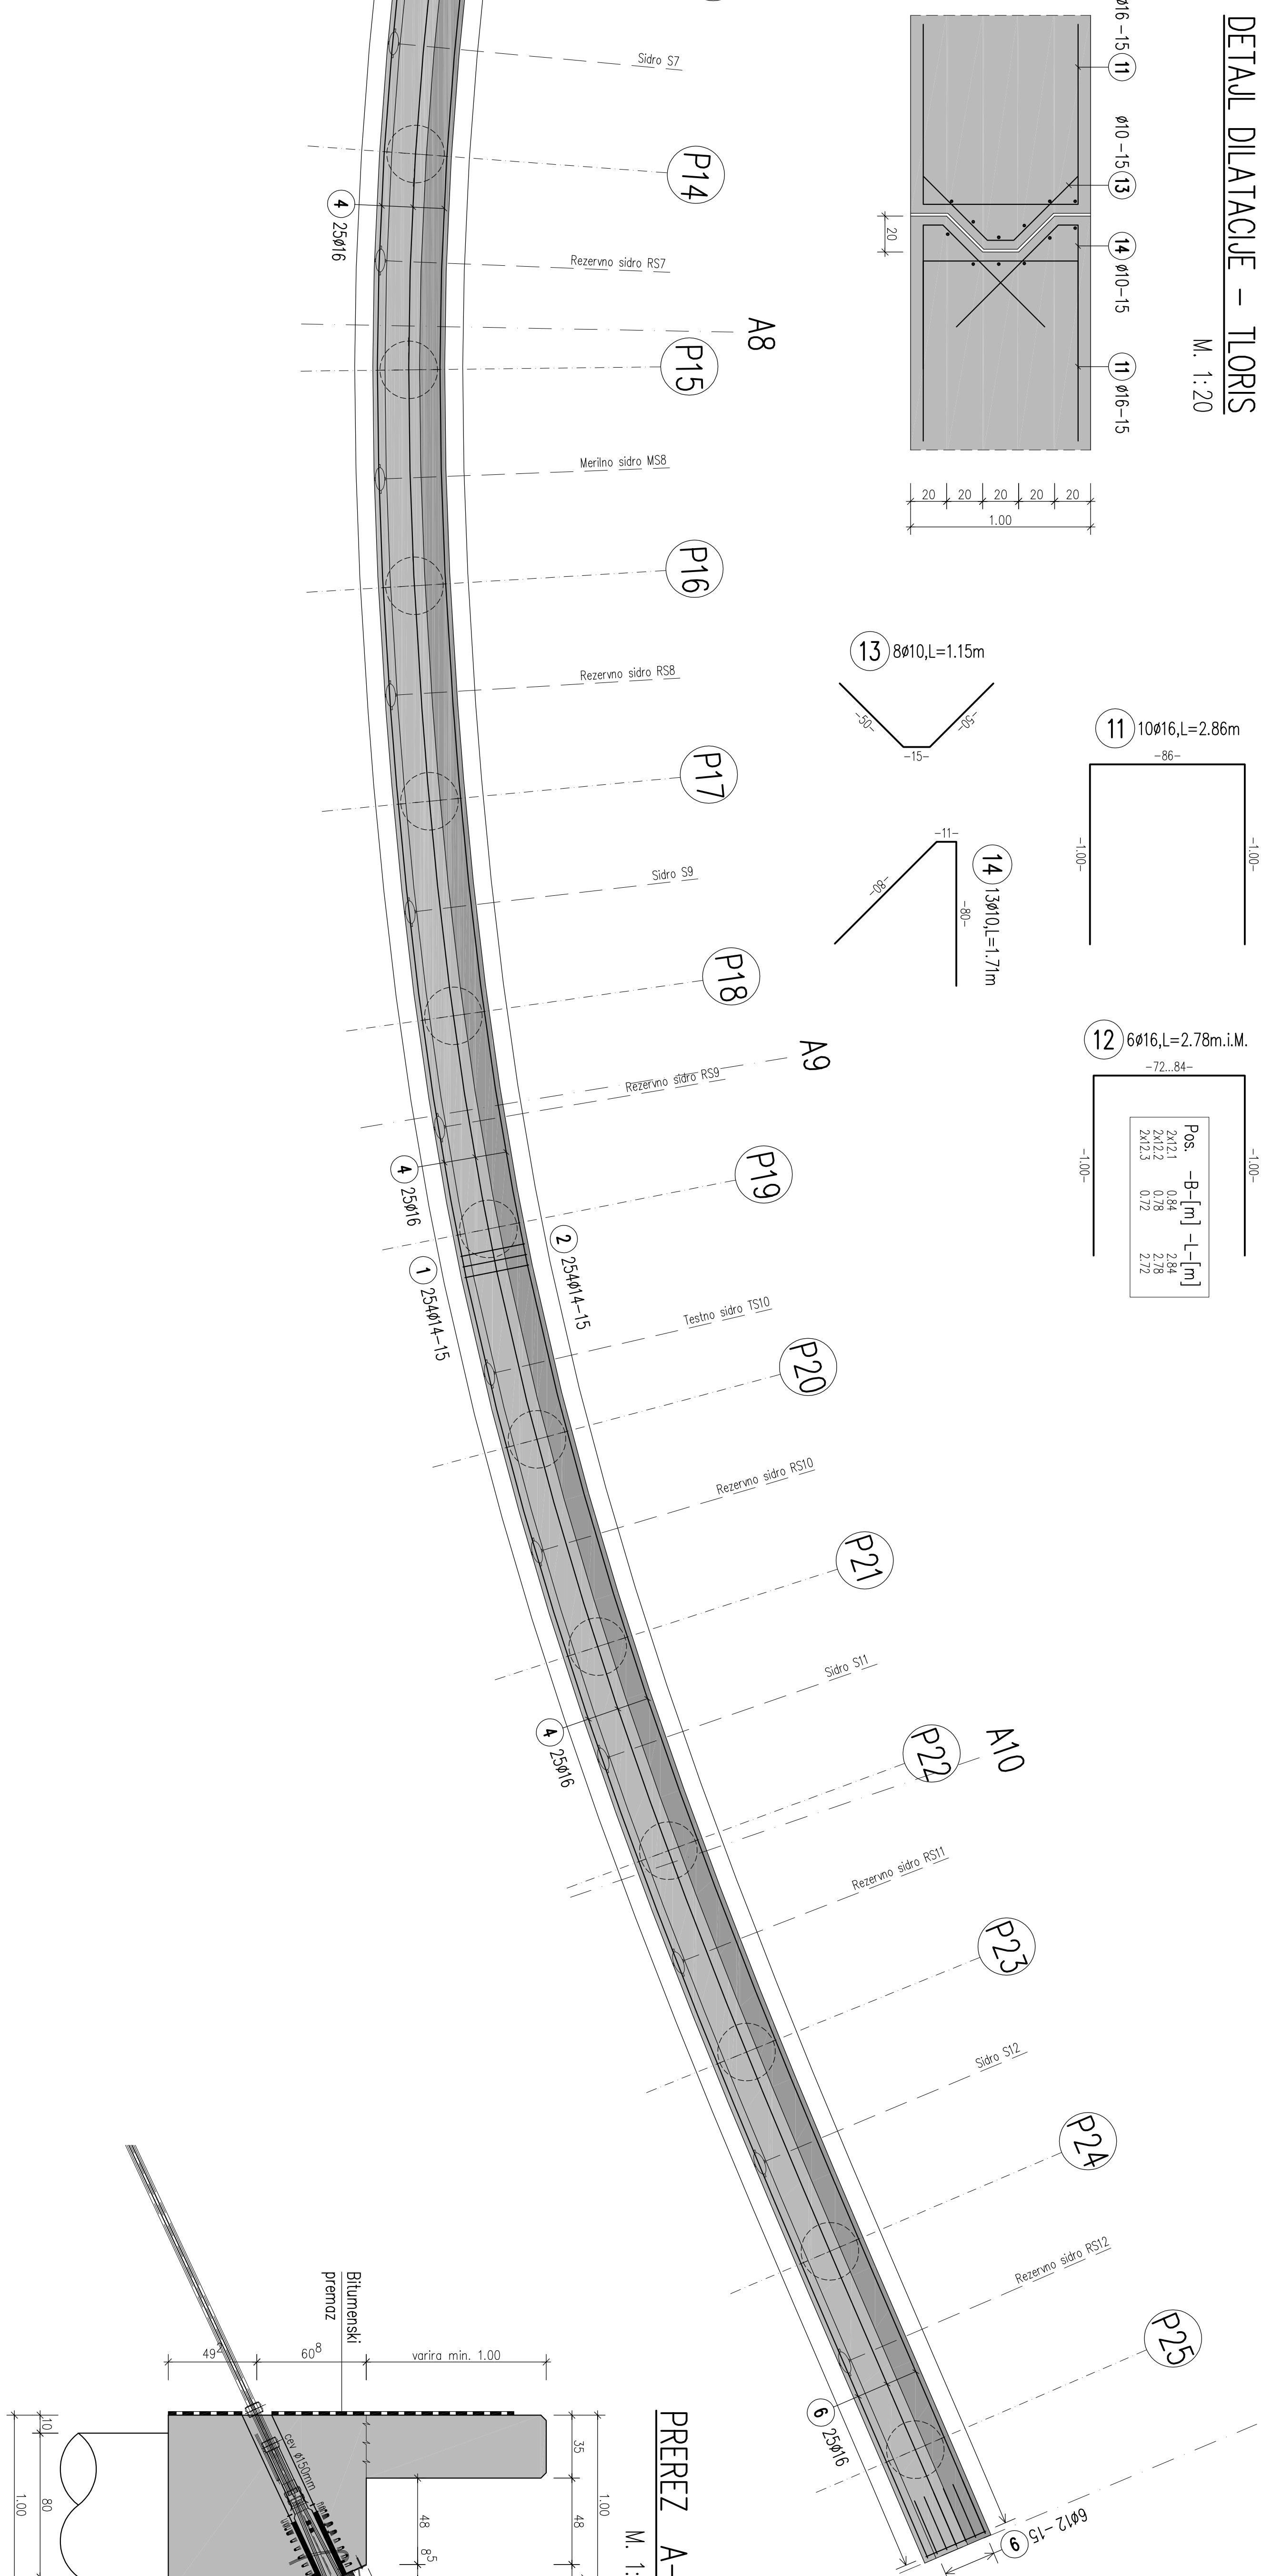 DETAJL DILATACIJE - TLORIS
M. 1:20
ø16-15
11
ø10-15
13
14
ø10-15
11
ø16-15
20
20
20
20
20
20
1.00
13
8ø10,L=1.15m
-50-
-50-
-15-
11
10ø16,L=2.86m
-86-
-1.00-
-1.00-
14
13ø10,L=1.71m
-11-
-80-
-80-
12
6ø16,L=2.78m.i.M.
-72...84-
-1.00-
-1.00-
Pos. -B-[m] -L-[m]
2x12.1 0.84 2.84
2x12.2 0.78 2.78
2x12.3 0.72 2.72
Sidro S7
P14
4
25ø16
Rezervno sidro RS7
A8
P15
Merilno sidro MS8
P16
Rezervno sidro RS8
P17
Sidro S9
P18
A9
Rezervno sidro RS9
4
25ø16
P19
2
254ø14-15
1
254ø14-15
Testno sidro TS10
P20
Rezervno sidro RS10
P21
Sidro S11
4
25ø16
P22
A10
Rezervno sidro RS11
P23
Sidro S12
P24
Rezervno sidro RS12
P25
6
25ø16
9
6ø12-15
Bitumenski
premaz
49²
60⁸
varira min. 1.00
10
80
1.00
cev ø150mm
35
48
1.00
48
8⁵
PREREZ A-
M. 1: